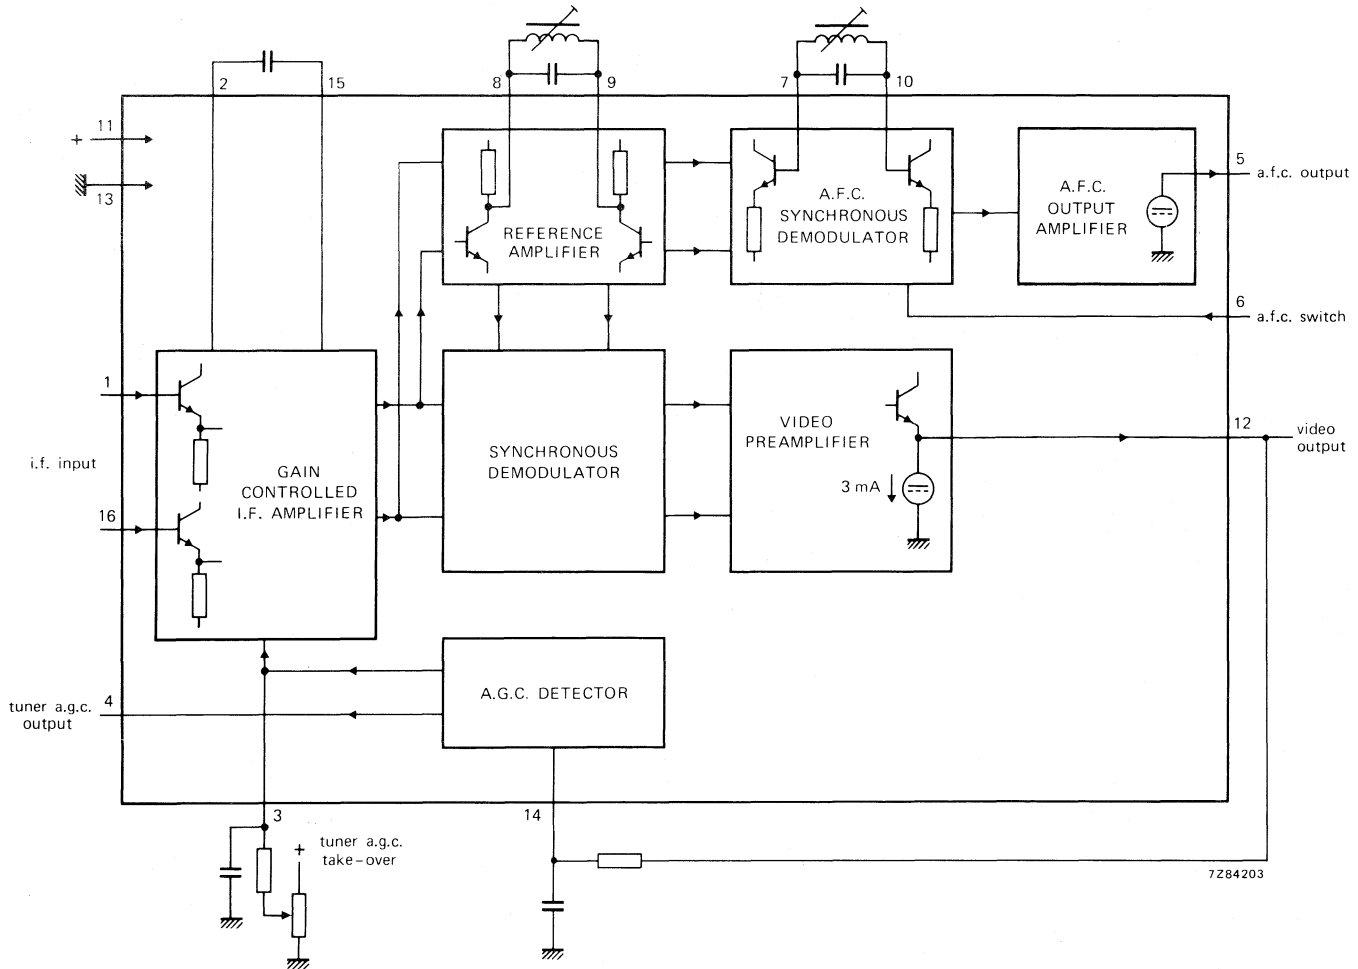 2
15
8
9
7
10
+ 11
13
5
a.f.c. output
6
a.f.c. switch
REFERENCE
AMPLIFIER
A.F.C.
SYNCHRONOUS
DEMODULATOR
A.F.C.
OUTPUT
AMPLIFIER
1
i.f. input
16
GAIN
CONTROLLED
I.F. AMPLIFIER
SYNCHRONOUS
DEMODULATOR
VIDEO
PREAMPLIFIER
3 mA
12
video
output
tuner a.g.c.
output
4
A.G.C. DETECTOR
3
14
+
tuner a.g.c.
take-over
7Z84203